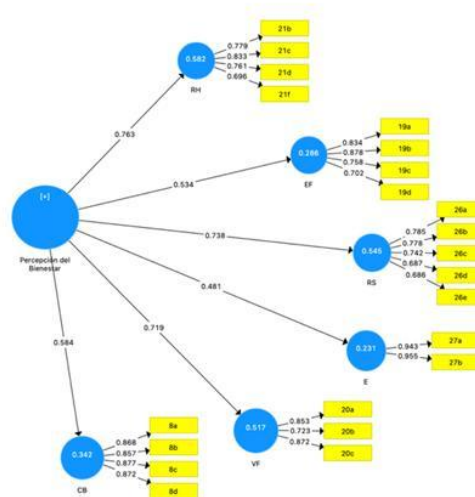 21b
0.779
0.582
0.833
21c
0.761
21d
0.696
21f
RH
0.763
19a
0.834
0.286
0.878
19b
0.758
19c
0.702
19d
EF
0.534
[+]
Percepción del
Bienestar
26a
0.785
26b
0.778
0.738
0.545
0.742
26c
0.687
26d
0.686
26e
RS
0.481
27a
0.943
0.231
0.955
27b
E
0.719
20a
0.853
0.517
0.723
20b
0.872
20c
VF
0.584
8a
0.868
0.342
0.857
8b
0.877
8c
0.872
8d
CB